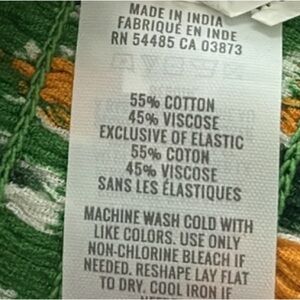 MADE IN INDIA
FABRIQUÉ EN INDE
RN 54485 CA 03873
55% COTTON
45% VISCOSE
EXCLUSIVE OF ELASTIC
55% COTON
45% VISCOSE
SANS LES ÉLASTIQUES
MACHINE WASH COLD WITH
LIKE COLORS. USE ONLY
NON-CHLORINE BLEACH IF
NEEDED. RESHAPE LAY FLAT
TO DRY. COOL IRON IF